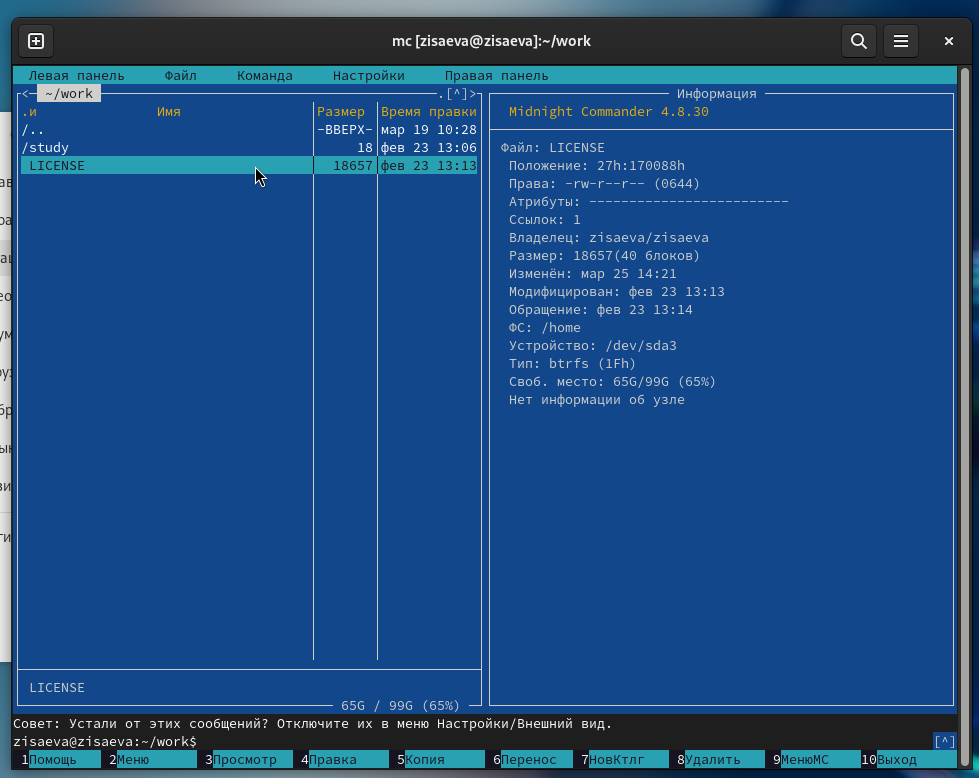 mc [zisaeva@zisaeva]:~/work
Левая панель Файл Команда Настройки Правая панель
<- ~/work .[^]>
.и Имя Размер Время правки
/.. -ВВЕРХ- мар 19 10:28
/study 18 фев 23 13:06
LICENSE 18657 фев 23 13:13
LICENSE
65G / 99G (65%)
Информация
Midnight Commander 4.8.30
Файл: LICENSE
Положение: 27h:170088h
Права: -rw-r--r-- (0644)
Атрибуты: -------------------------
Ссылок: 1
Владелец: zisaeva/zisaeva
Размер: 18657(40 блоков)
Изменён: мар 25 14:21
Модифицирован: фев 23 13:13
Обращение: фев 23 13:14
ФС: /home
Устройство: /dev/sda3
Тип: btrfs (1Fh)
Своб. место: 65G/99G (65%)
Нет информации об узле
Совет: Устали от этих сообщений? Отключите их в меню Настройки/Внешний вид.
zisaeva@zisaeva:~/work$ [^]
1Помощь 2Меню 3Просмотр 4Правка 5Копия 6Перенос 7НовКтлг 8Удалить 9МенюМС 10Выход